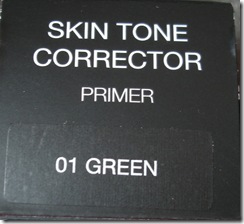 SKIN TONE
CORRECTOR
PRIMER
01 GREEN